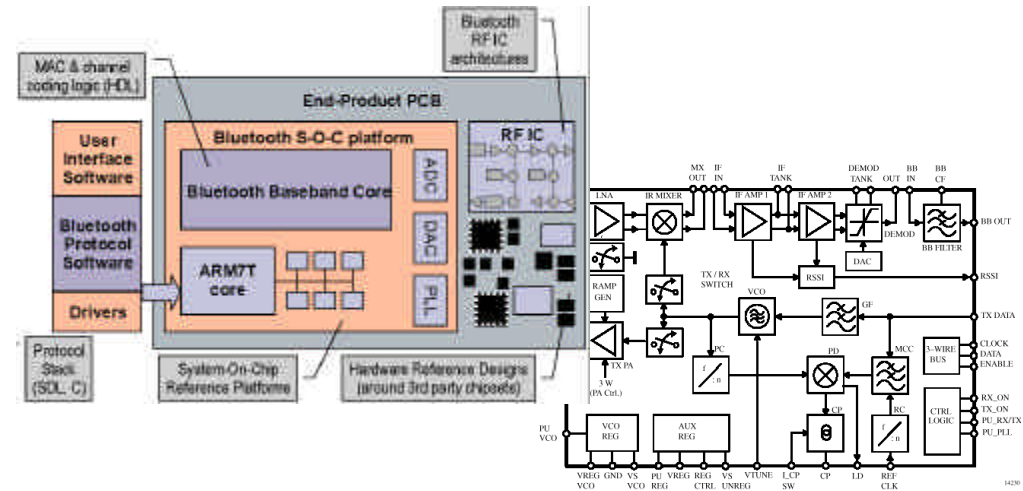 Bluetooth
RF IC
architectures
MAC & channel
coding logic (HDL)
End-Product PCB
User
Interface
Software
Bluetooth
Protocol
Software
Drivers
Bluetooth S-O-C platform
Bluetooth Baseband Core
ARM7T
core
ADC
DAC
PLL
RF IC
Protocol
Stack
(SDL, C)
System-On-Chip
Reference Platforms
Hardware Reference Designs
(around 3rd party chipsets)
MX
OUT
IF
IN
IF
TANK
DEMOD
TANK
OUT
BB
IN
BB
CF
LNA
IR MIXER
IF AMP 1
IF AMP 2
DEMOD
BB FILTER
BB OUT
DAC
RSSI
RSSI
TX / RX
SWITCH
RAMP
GEN
VCO
GF
TX DATA
TX PA
3 W
(PA Ctrl.)
PC
f
: n
PD
MCC
3-WIRE
BUS
CLOCK
DATA
ENABLE
CP
RC
f
: n
CTRL
LOGIC
RX_ON
TX_ON
PU_RX/TX
PU_PLL
PU
VCO
VCO
REG
AUX
REG
VREG
VCO
GND
VS
VCO
PU
REG
VREG
REG
CTRL
VS
UNREG
VTUNE
I_CP
SW
CP
LD
REF
CLK
14230